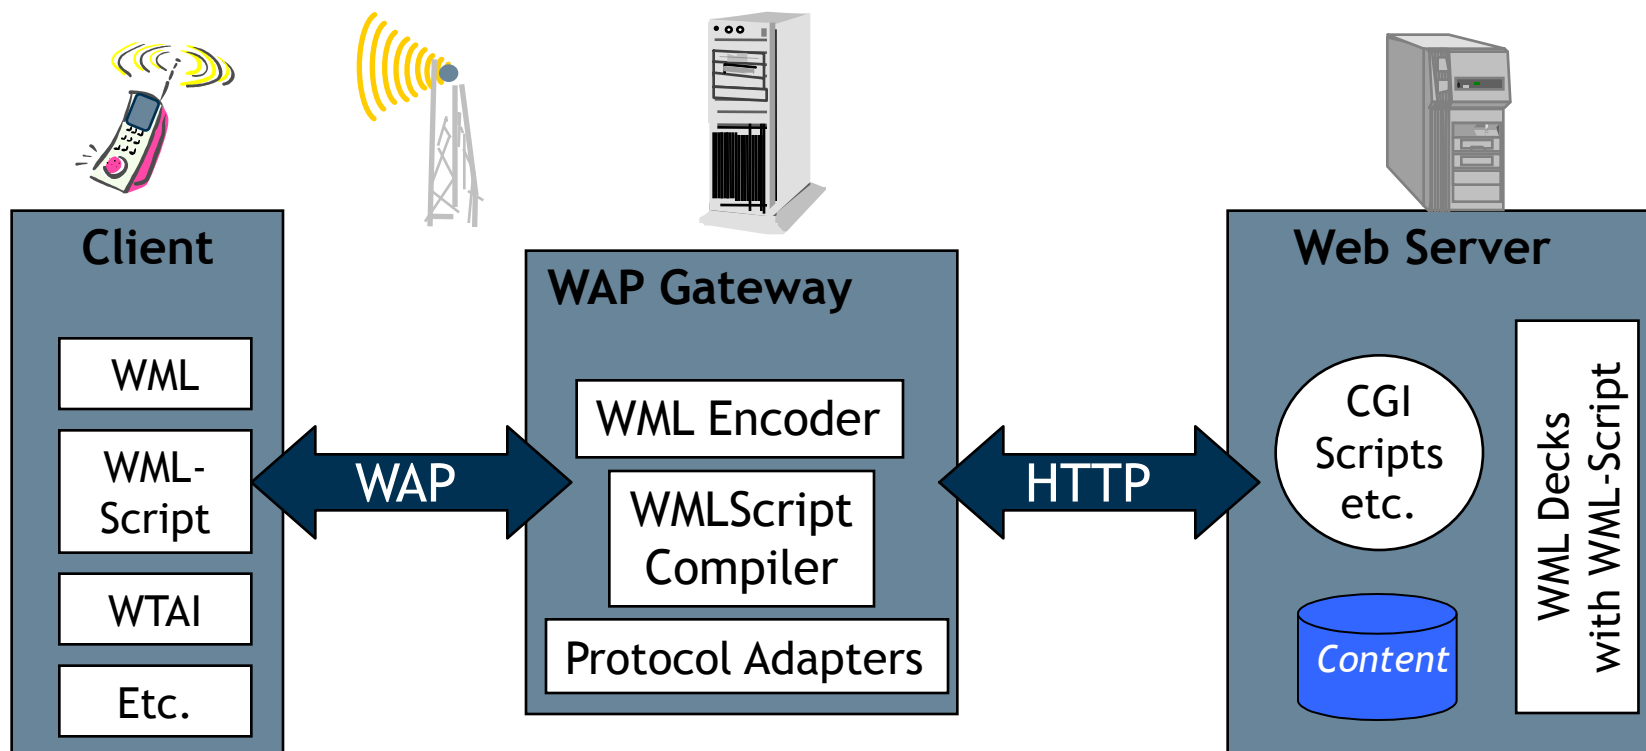 Client
WML
WML-
Script
WTAI
Etc.
WAP
WAP Gateway
WML Encoder
WMLScript
Compiler
Protocol Adapters
HTTP
Web Server
CGI
Scripts
etc.
Content
WML Decks
with WML-Script